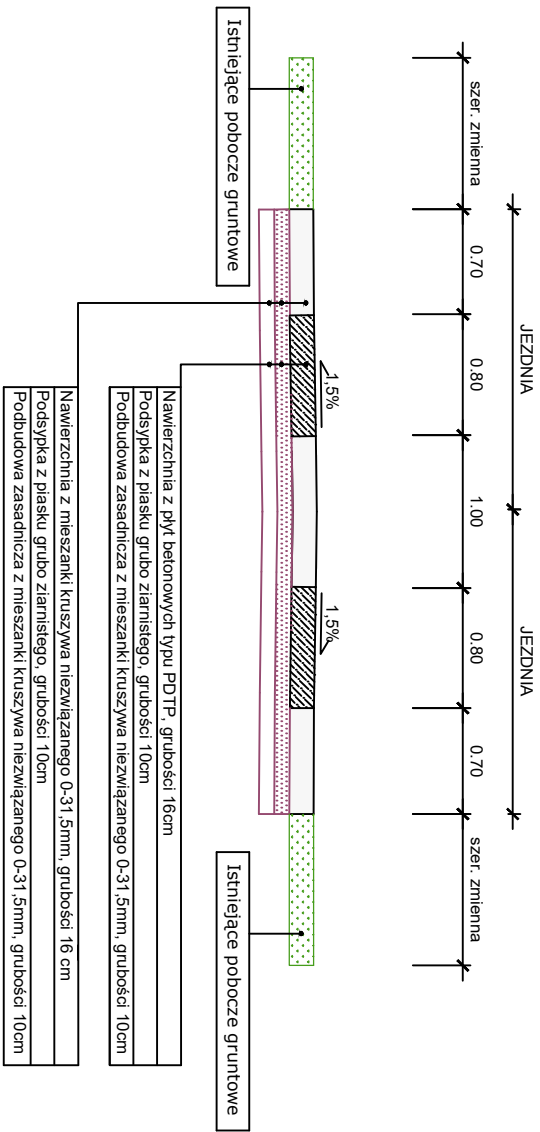 JEZDNIA
JEZDNIA
szer. zmienna
0.70
0.80
1.00
0.80
0.70
szer. zmienna
1,5%
1,5%
Istniejące pobocze gruntowe
Istniejące pobocze gruntowe
Nawierzchnia z płyt betonowych typu PDTP, grubości 16cm
Podsypka z piasku grubo ziarnistego, grubości 10cm
Podbudowa zasadnicza z mieszanki kruszywa niezwiązanego 0-31,5mm, grubości 10cm
Nawierzchnia z mieszanki kruszywa niezwiązanego 0-31,5mm, grubości 16 cm
Podsypka z piasku grubo ziarnistego, grubości 10cm
Podbudowa zasadnicza z mieszanki kruszywa niezwiązanego 0-31,5mm, grubości 10cm